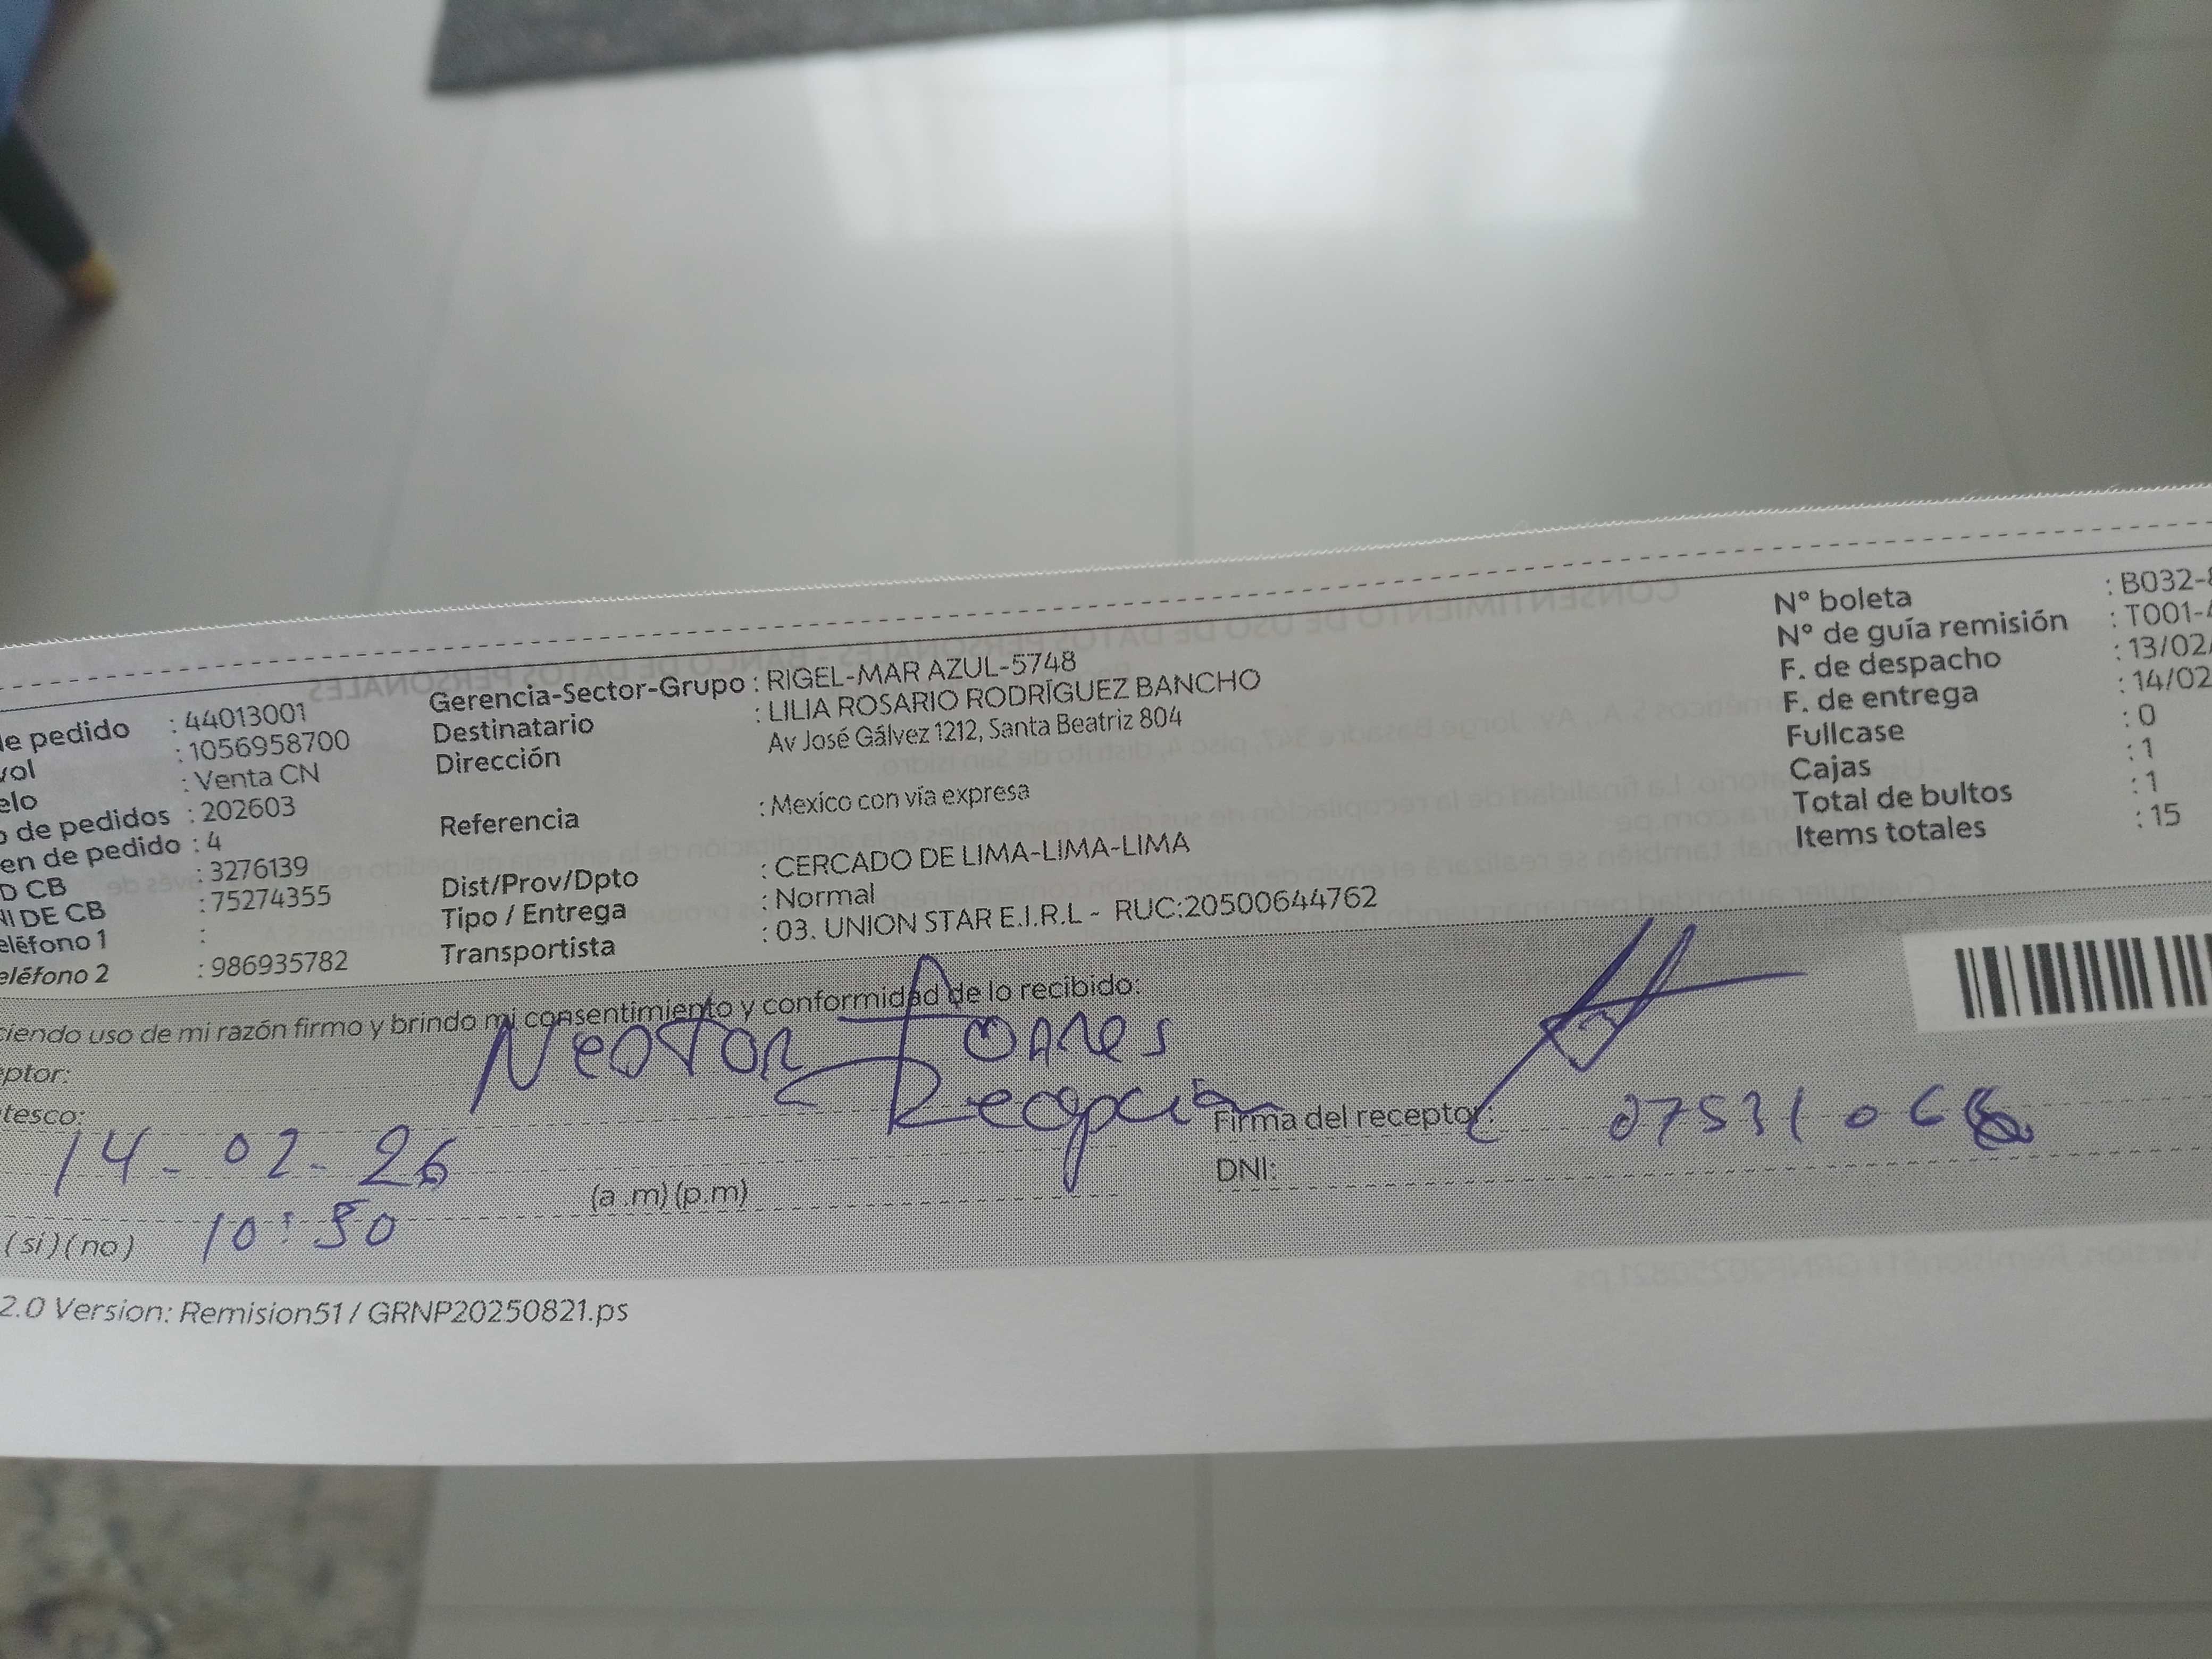 de pedido : 44013001
vol : 1056958700
elo : Venta CN
o de pedidos : 202603
en de pedido : 4
D CB : 3276139
NI DE CB : 75274355
eléfono 1 :
eléfono 2 : 986935782
Gerencia-Sector-Grupo : RIGEL-MAR AZUL-5748
Destinatario : LILIA ROSARIO RODRÍGUEZ BANCHO
Dirección Av José Gálvez 1212, Santa Beatriz 804
Referencia : Mexico con vía expresa
Dist/Prov/Dpto : CERCADO DE LIMA-LIMA-LIMA
Tipo / Entrega : Normal
Transportista : 03. UNION STAR E.I.R.L - RUC:20500644762
N° boleta : B032-
N° de guía remisión : T001-
F. de despacho : 13/02
F. de entrega : 14/02
Fullcase : 0
Cajas : 1
Total de bultos : 1
Items totales : 15
ciendo uso de mi razón firmo y brindo mi consentimiento y conformidad de lo recibido:
eptor: Nestor Torres
tesco: Recepción
Firma del receptor:
14-02-26
DNI: 07531066
(a .m) (p.m)
(si) (no) 10:50
2.0 Version: Remision51 / GRNP20250821.ps